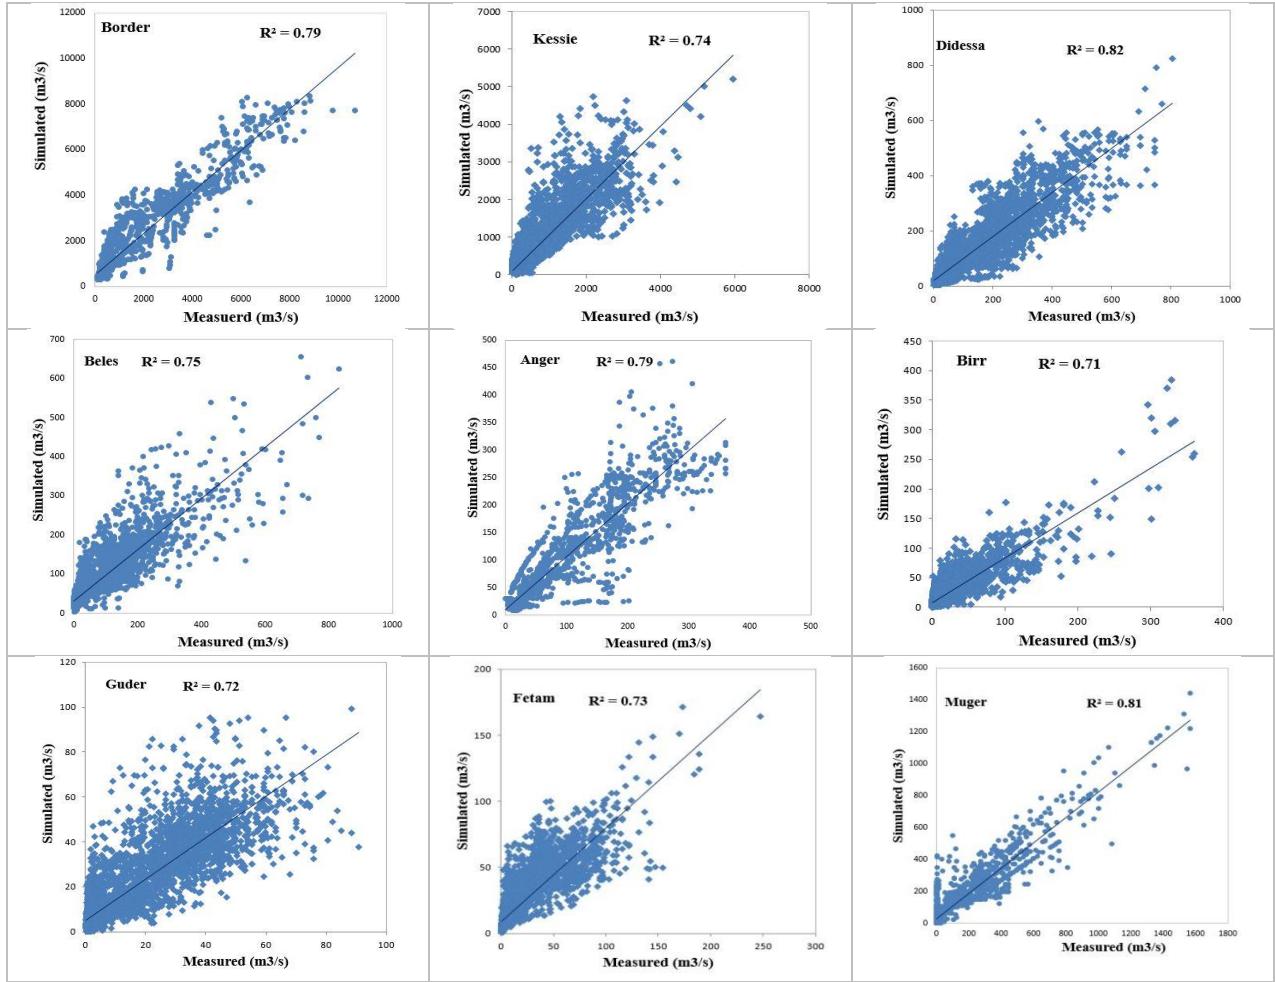 Border
R² = 0.79
12000
10000
8000
6000
4000
2000
0
0 2000 4000 6000 8000 10000 12000
Simulated (m3/s)
Measuerd (m3/s)
Kessie
R² = 0.74
7000
6000
5000
4000
3000
2000
1000
0
0 2000 4000 6000 8000
Simulated (m3/s)
Measured (m3/s)
Didessa
R² = 0.82
1000
800
600
400
200
0
0 200 400 600 800 1000
Simulated (m3/s)
Measured (m3/s)
Beles R² = 0.75
700
600
500
400
300
200
100
0
0 200 400 600 800 1000
Simulated (m3/s)
Measured (m3/s)
Anger R² = 0.79
500
450
400
350
300
250
200
150
100
50
0
0 100 200 300 400 500
Simulated (m3/s)
Measured (m3/s)
Birr R² = 0.71
450
400
350
300
250
200
150
100
50
0
0 100 200 300 400
Simulated (m3/s)
Measured (m3/s)
Guder R² = 0.72
120
100
80
60
40
20
0
0 20 40 60 80 100
Simulated (m3/s)
Measured (m3/s)
Fetam R² = 0.73
200
150
100
50
0
0 50 100 150 200 250 300
Simulated (m3/s)
Measured (m3/s)
Muger R² = 0.81
1600
1400
1200
1000
800
600
400
200
0
0 200 400 600 800 1000 1200 1400 1600 1800
Simulated (m3/s)
Measured (m3/s)